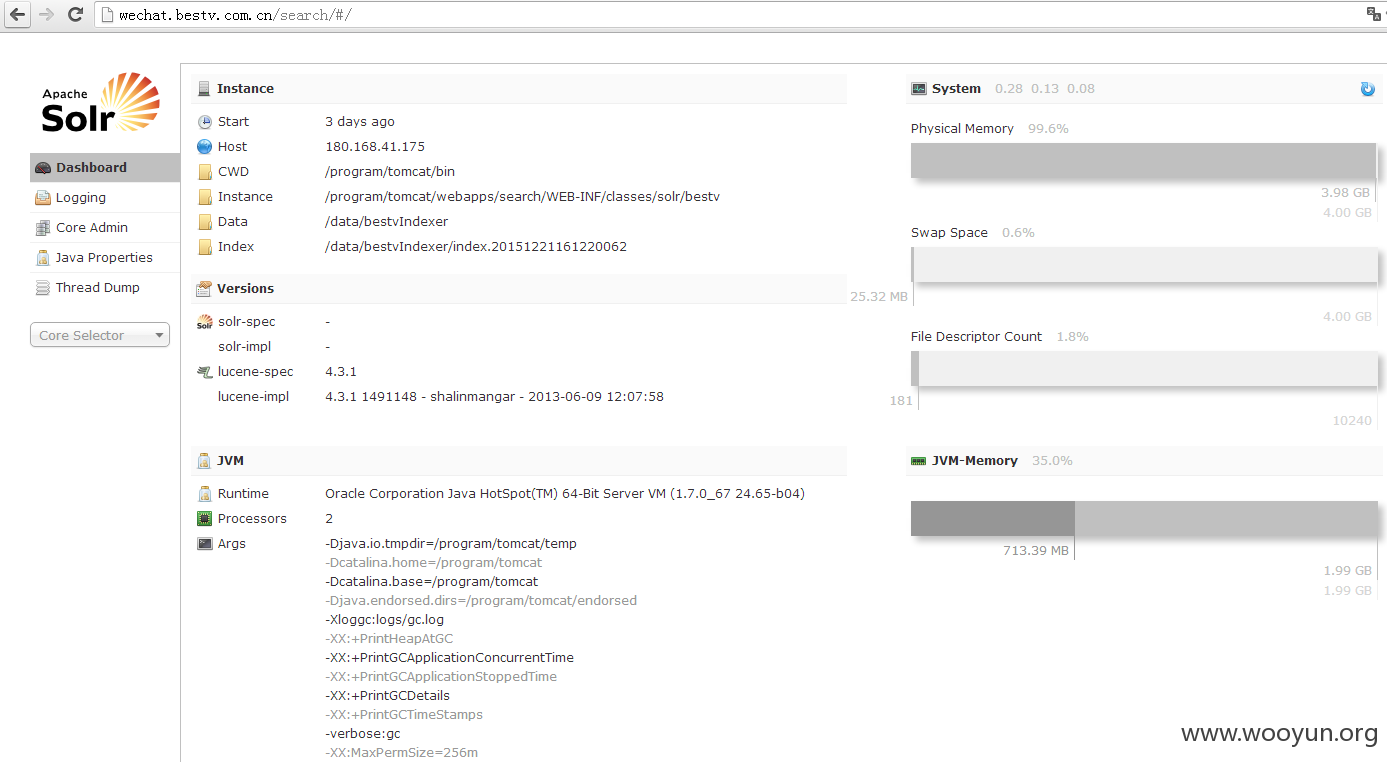 wechat.bestv.com.cn/search/#/
Apache
Solr
Dashboard
Logging
Core Admin
Java Properties
Thread Dump
Core Selector
Instance
Start 3 days ago
Host 180.168.41.175
CWD /program/tomcat/bin
Instance /program/tomcat/webapps/search/WEB-INF/classes/solr/bestv
Data /data/bestvIndexer
Index /data/bestvIndexer/index.20151221161220062
Versions
solr-spec -
solr-impl -
lucene-spec 4.3.1
lucene-impl 4.3.1 1491148 - shalinmangar - 2013-06-09 12:07:58
JVM
Runtime Oracle Corporation Java HotSpot(TM) 64-Bit Server VM (1.7.0_67 24.65-b04)
Processors 2
Args -Djava.io.tmpdir=/program/tomcat/temp
-Dcatalina.home=/program/tomcat
-Dcatalina.base=/program/tomcat
-Djava.endorsed.dirs=/program/tomcat/endorsed
-Xloggc:logs/gc.log
-XX:+PrintHeapAtGC
-XX:+PrintGCApplicationConcurrentTime
-XX:+PrintGCApplicationStoppedTime
-XX:+PrintGCDetails
-XX:+PrintGCTimeStamps
-verbose:gc
-XX:MaxPermSize=256m
System 0.28 0.13 0.08
Physical Memory 99.6%
3.98 GB
4.00 GB
Swap Space 0.6%
25.32 MB
4.00 GB
File Descriptor Count 1.8%
181
10240
JVM-Memory 35.0%
713.39 MB
1.99 GB
1.99 GB
www.wooyun.org